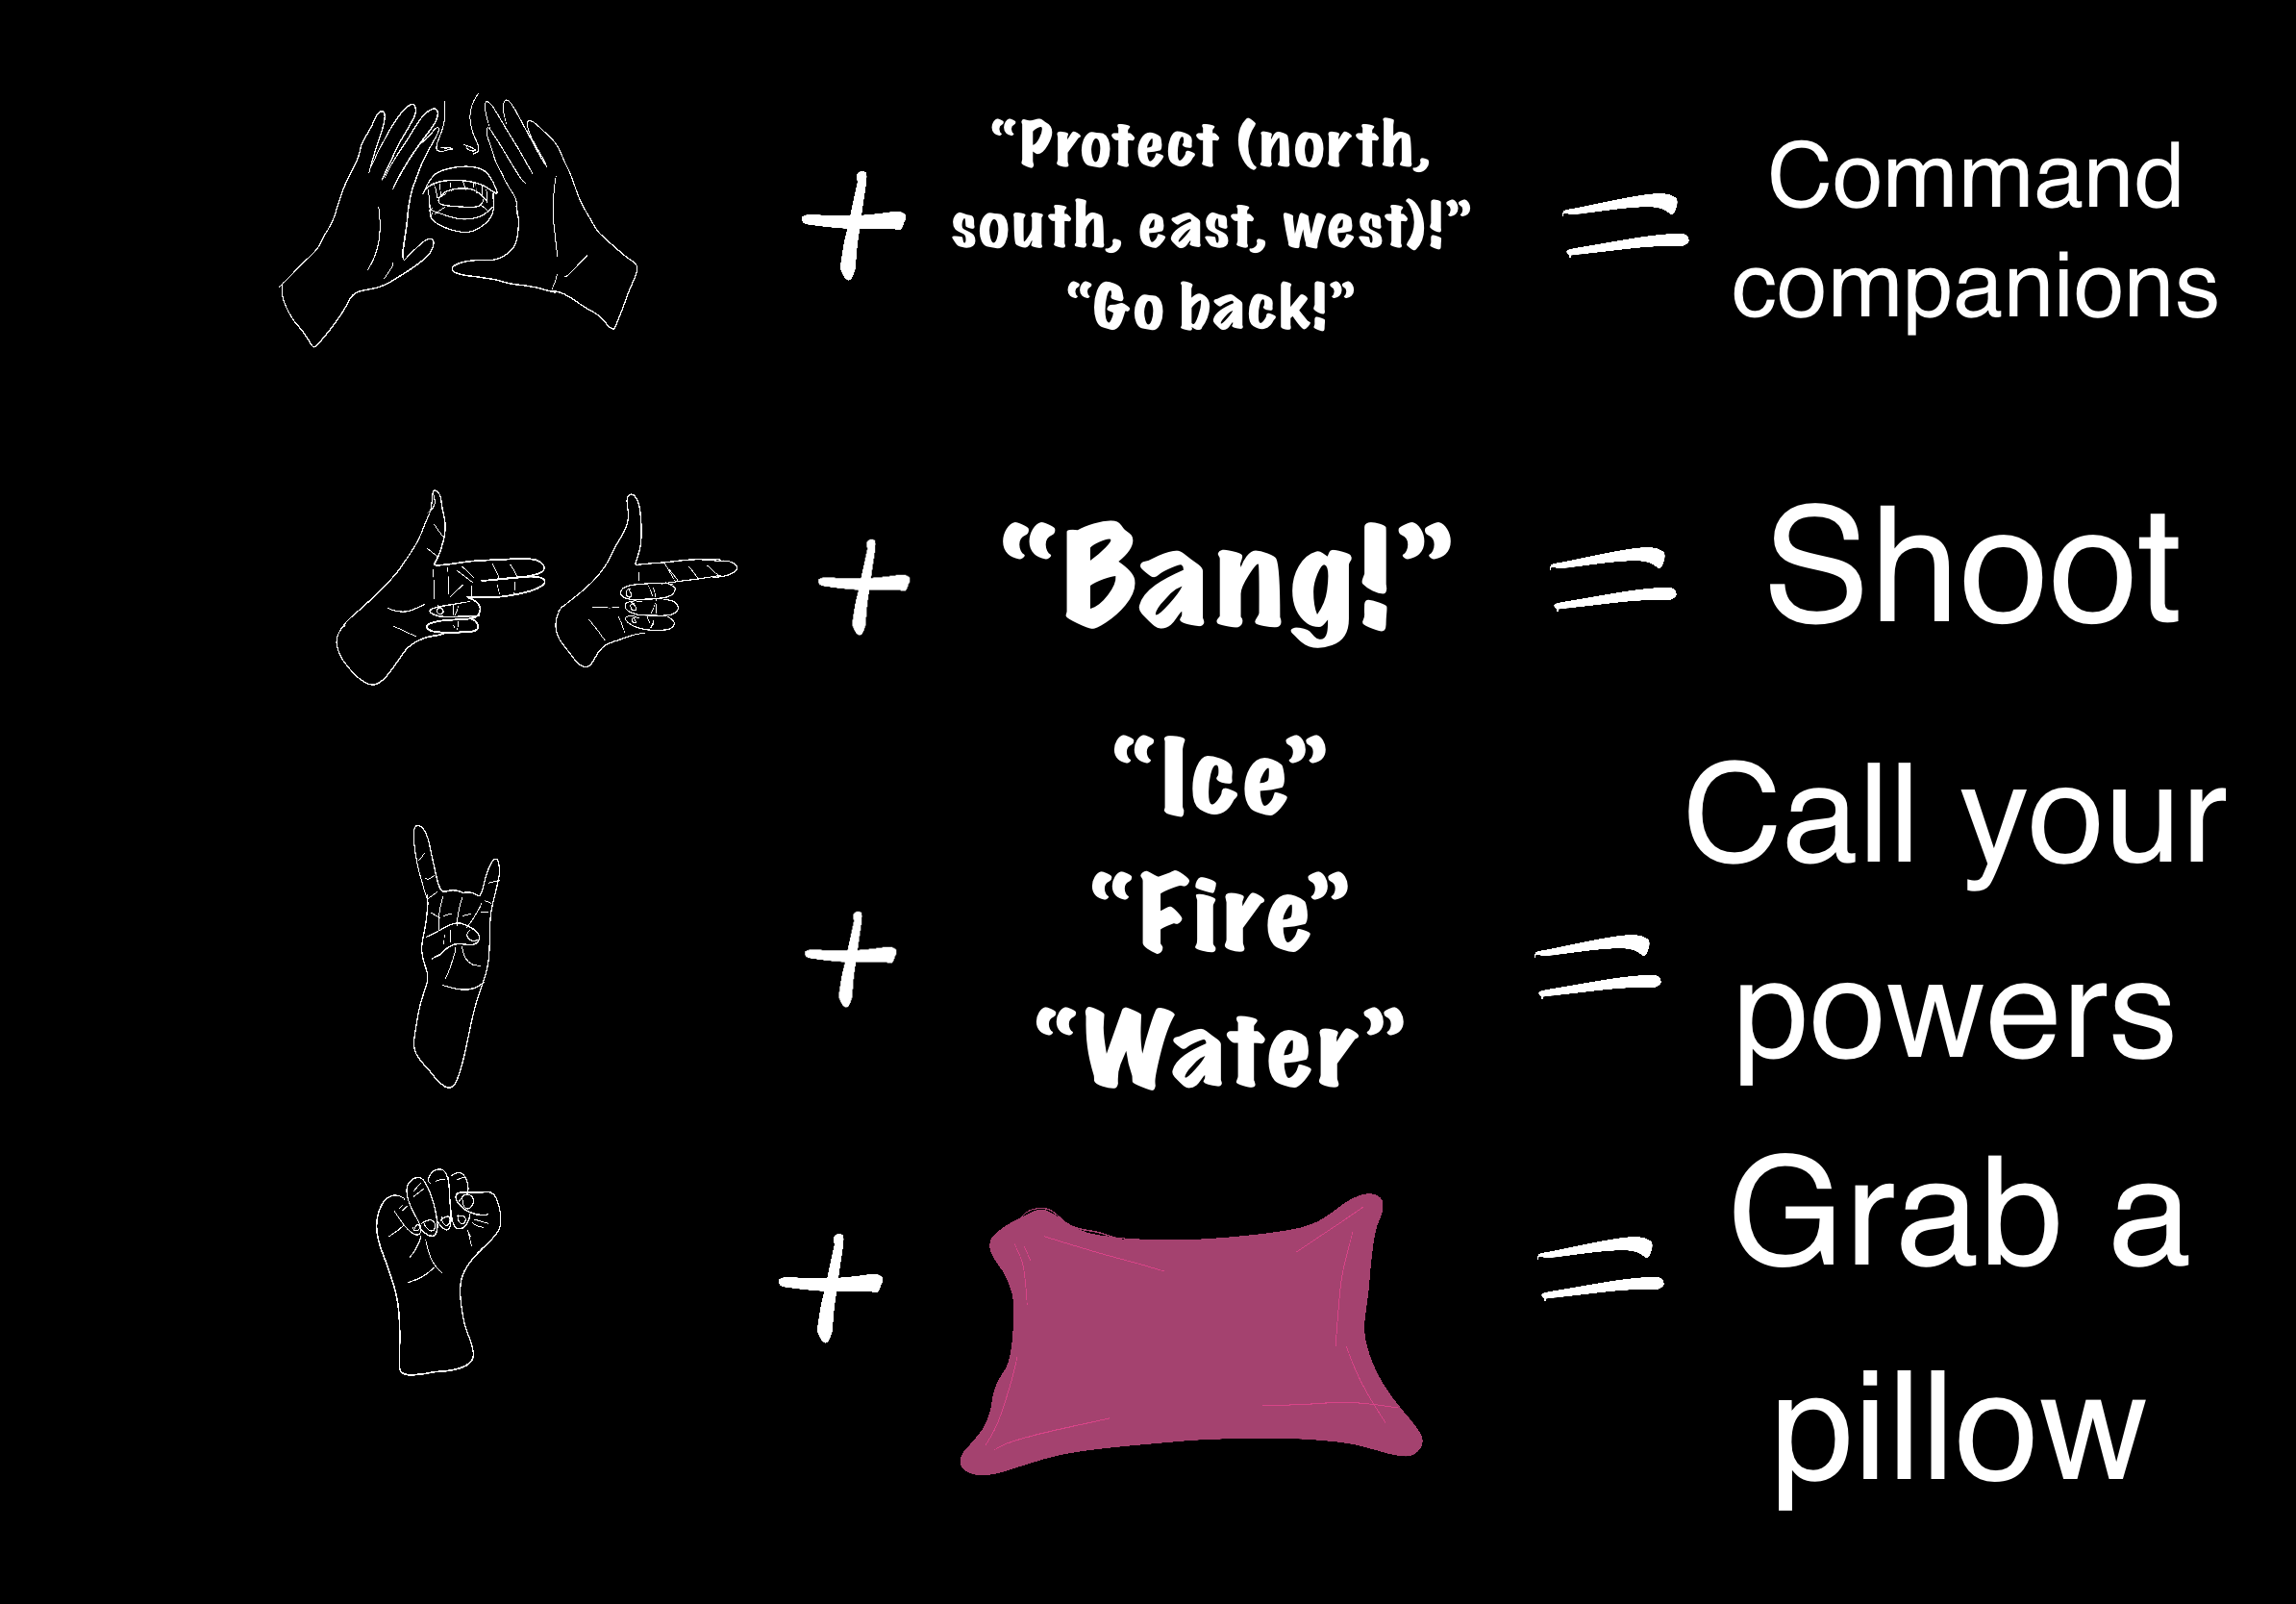 “Protect (north,
south, east, west)!”
“Go back!”
+
=
Command
companions
+
“Bang!”
=
Shoot
+
“Ice”
“Fire”
“Water”
=
Call your
powers
+
=
Grab a
pillow